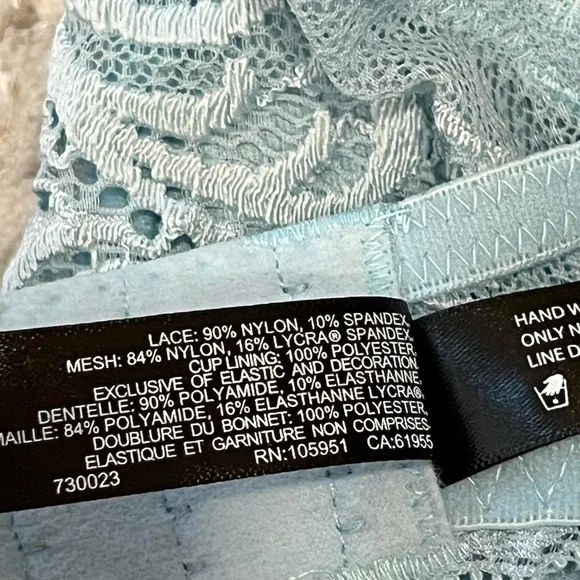 LACE: 90% NYLON, 10% SPANDEX,
MESH: 84% NYLON, 16% LYCRA® SPANDEX,
CUP LINING: 100% POLYESTER,
EXCLUSIVE OF ELASTIC AND DECORATION.
DENTELLE: 90% POLYAMIDE, 10% ELASTHANNE,
MAILLE: 84% POLYAMIDE, 16% ELASTHANNE LYCRA®,
DOUBLURE DU BONNET: 100% POLYESTER,
ELASTIQUE ET GARNITURE NON COMPRISES.
RN:105951 CA:61955
730023
HAND
ONLY
LINE